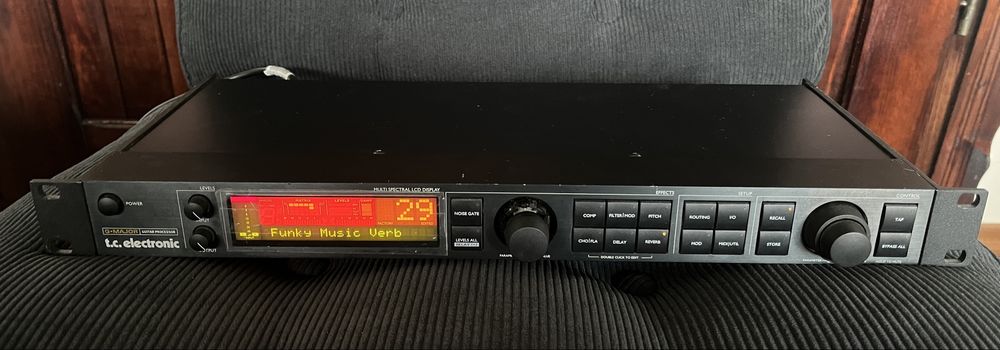 POWER
G-MAJOR GUITAR PROCESSOR
t.c. electronic
LEVELS
MULTI SPECTRAL LCD DISPLAY
MATRIX LEVELS
29
Funky Music Verb
NOISE GATE
LEVELS ALL
EFFECTS
COMP FILTER/MOD PITCH
CHO/FLA DELAY REVERB
DOUBLE CLICK TO EDIT
SETUP
ROUTING I/O
MOD MIDI/UTIL
RECALL
STORE
CONTROL
TAP
BYPASS ALL